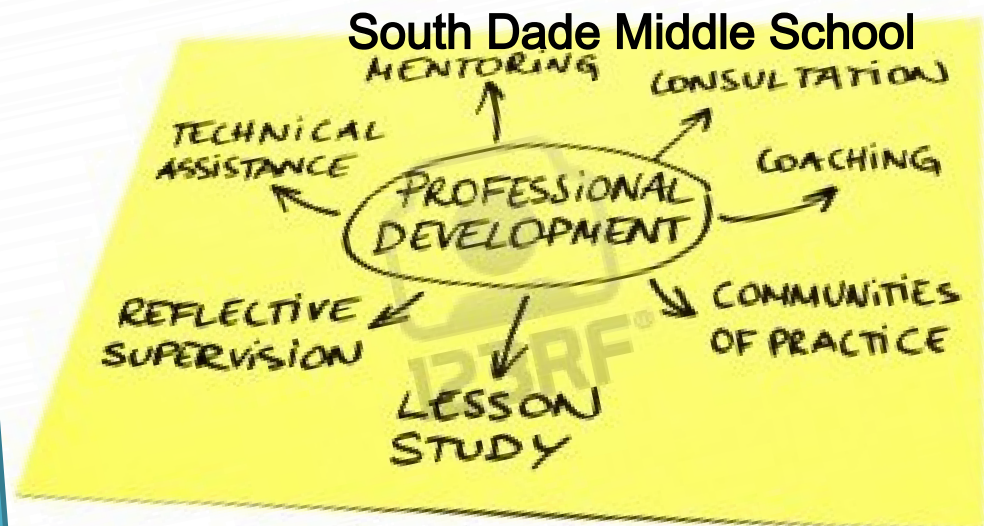 South Dade Middle School
MENTORING
CONSULTATION
TECHNICAL
ASSISTANCE
COACHING
PROFESSIONAL
DEVELOPMENT
REFLECTIVE
SUPERVISION
COMMUNITIES
OF PRACTICE
LESSON
STUDY
123RF®